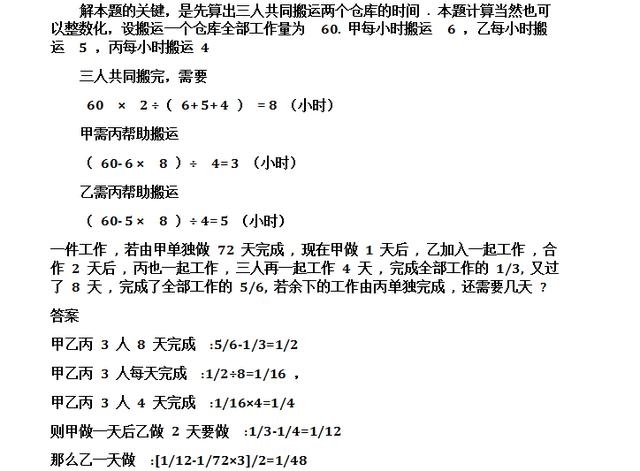 解本题的关键，是先算出三人共同搬运两个仓库的时间．本题计算当然也可
以整数化，设搬运一个仓库全部工作量为 60. 甲每小时搬运 6 ，乙每小时搬
运 5 ，丙每小时搬运 4
三人共同搬完，需要
60 × 2 ÷（ 6+ 5+ 4 ） = 8 （小时）
甲需丙帮助搬运
（ 60- 6 × 8 ）÷ 4= 3 （小时）
乙需丙帮助搬运
（ 60- 5 × 8 ）÷ 4= 5 （小时）
一件工作，若由甲单独做 72 天完成，现在甲做 1 天后，乙加入一起工作，合
作 2 天后，丙也一起工作，三人再一起工作 4 天，完成全部工作的 1/3, 又过
了 8 天，完成了全部工作的 5/6, 若余下的工作由丙单独完成，还需要几天 ?
答案
甲乙丙 3 人 8 天完成 :5/6-1/3=1/2
甲乙丙 3 人每天完成 :1/2÷8=1/16 ，
甲乙丙 3 人 4 天完成 :1/16×4=1/4
则甲做一天后乙做 2 天要做 :1/3-1/4=1/12
那么乙一天做 :[1/12-1/72×3]/2=1/48